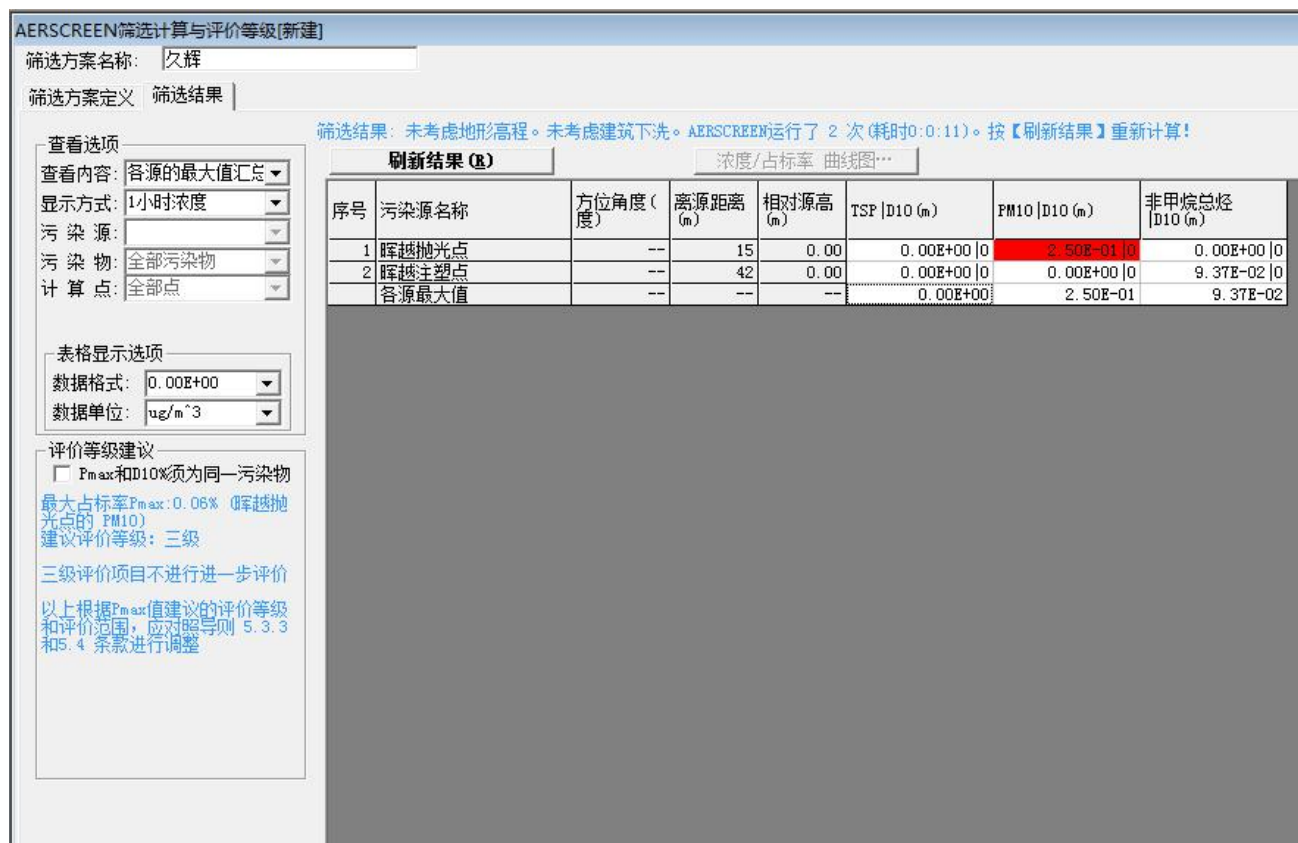 AERSCREEN筛选计算与评价等级[新建]
筛选方案名称: 久辉
筛选方案定义 筛选结果
筛选结果: 未考虑地形高程。未考虑建筑下洗。AERSCREEN运行了 2 次(耗时0:0:11)。按【刷新结果】重新计算!
刷新结果(R) 浓度/占标率 曲线图…
查看选项
查看内容: 各源的最大值汇总
显示方式: 1小时浓度
污 染 源:
污 染 物: 全部污染物
计 算 点: 全部点
序号 污染源名称 方位角度(度) 离源距离(m) 相对源高(m) TSP|D10(m) PM10|D10(m) 非甲烷总烃|D10(m)
1 晖越抛光点 -- 15 0.00 0.00E+00|0 2.50E-01|0 0.00E+00|0
2 晖越注塑点 -- 42 0.00 0.00E+00|0 0.00E+00|0 9.37E-02|0
各源最大值 -- -- -- 0.00E+00 2.50E-01 9.37E-02
表格显示选项
数据格式: 0.00E+00
数据单位: ug/m^3
评价等级建议
Pmax和D10%须为同一污染物
最大占标率Pmax:0.06% (晖越抛
光点的 PM10)
建议评价等级: 三级
三级评价项目不进行进一步评价
以上根据Pmax值建议的评价等级
和评价范围，应对照导则 5.3.3
和5.4 条款进行调整